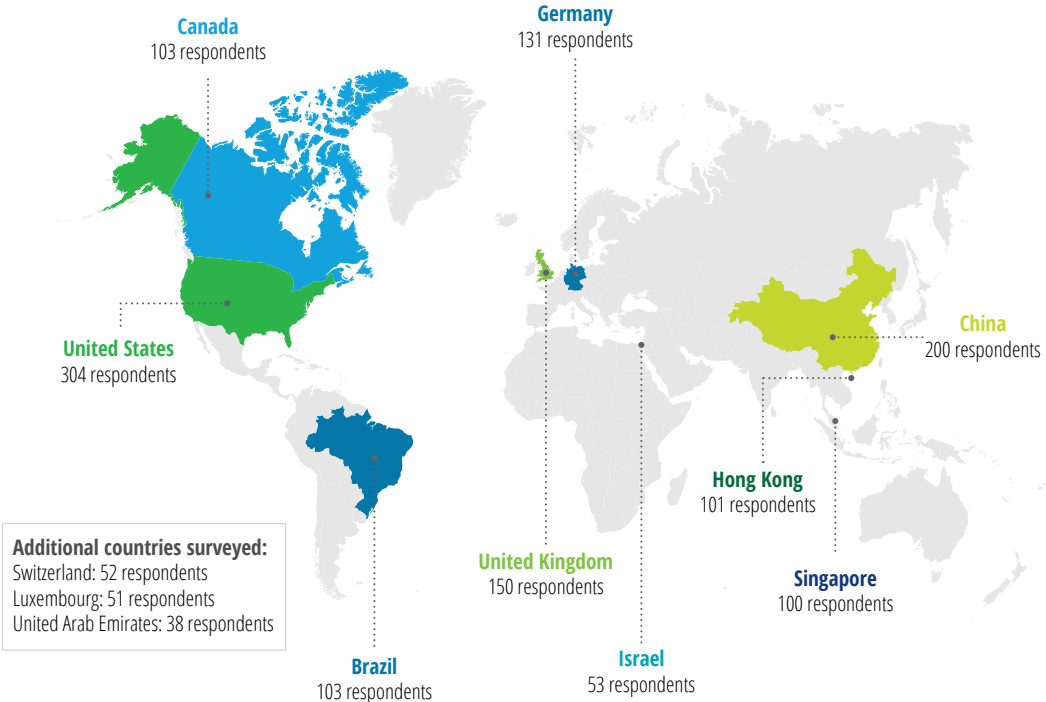 Canada
103 respondents
Germany
131 respondents
United States
304 respondents
China
200 respondents
Hong Kong
101 respondents
Additional countries surveyed:
Switzerland: 52 respondents
Luxembourg: 51 respondents
United Arab Emirates: 38 respondents
United Kingdom
150 respondents
Singapore
100 respondents
Brazil
103 respondents
Israel
53 respondents